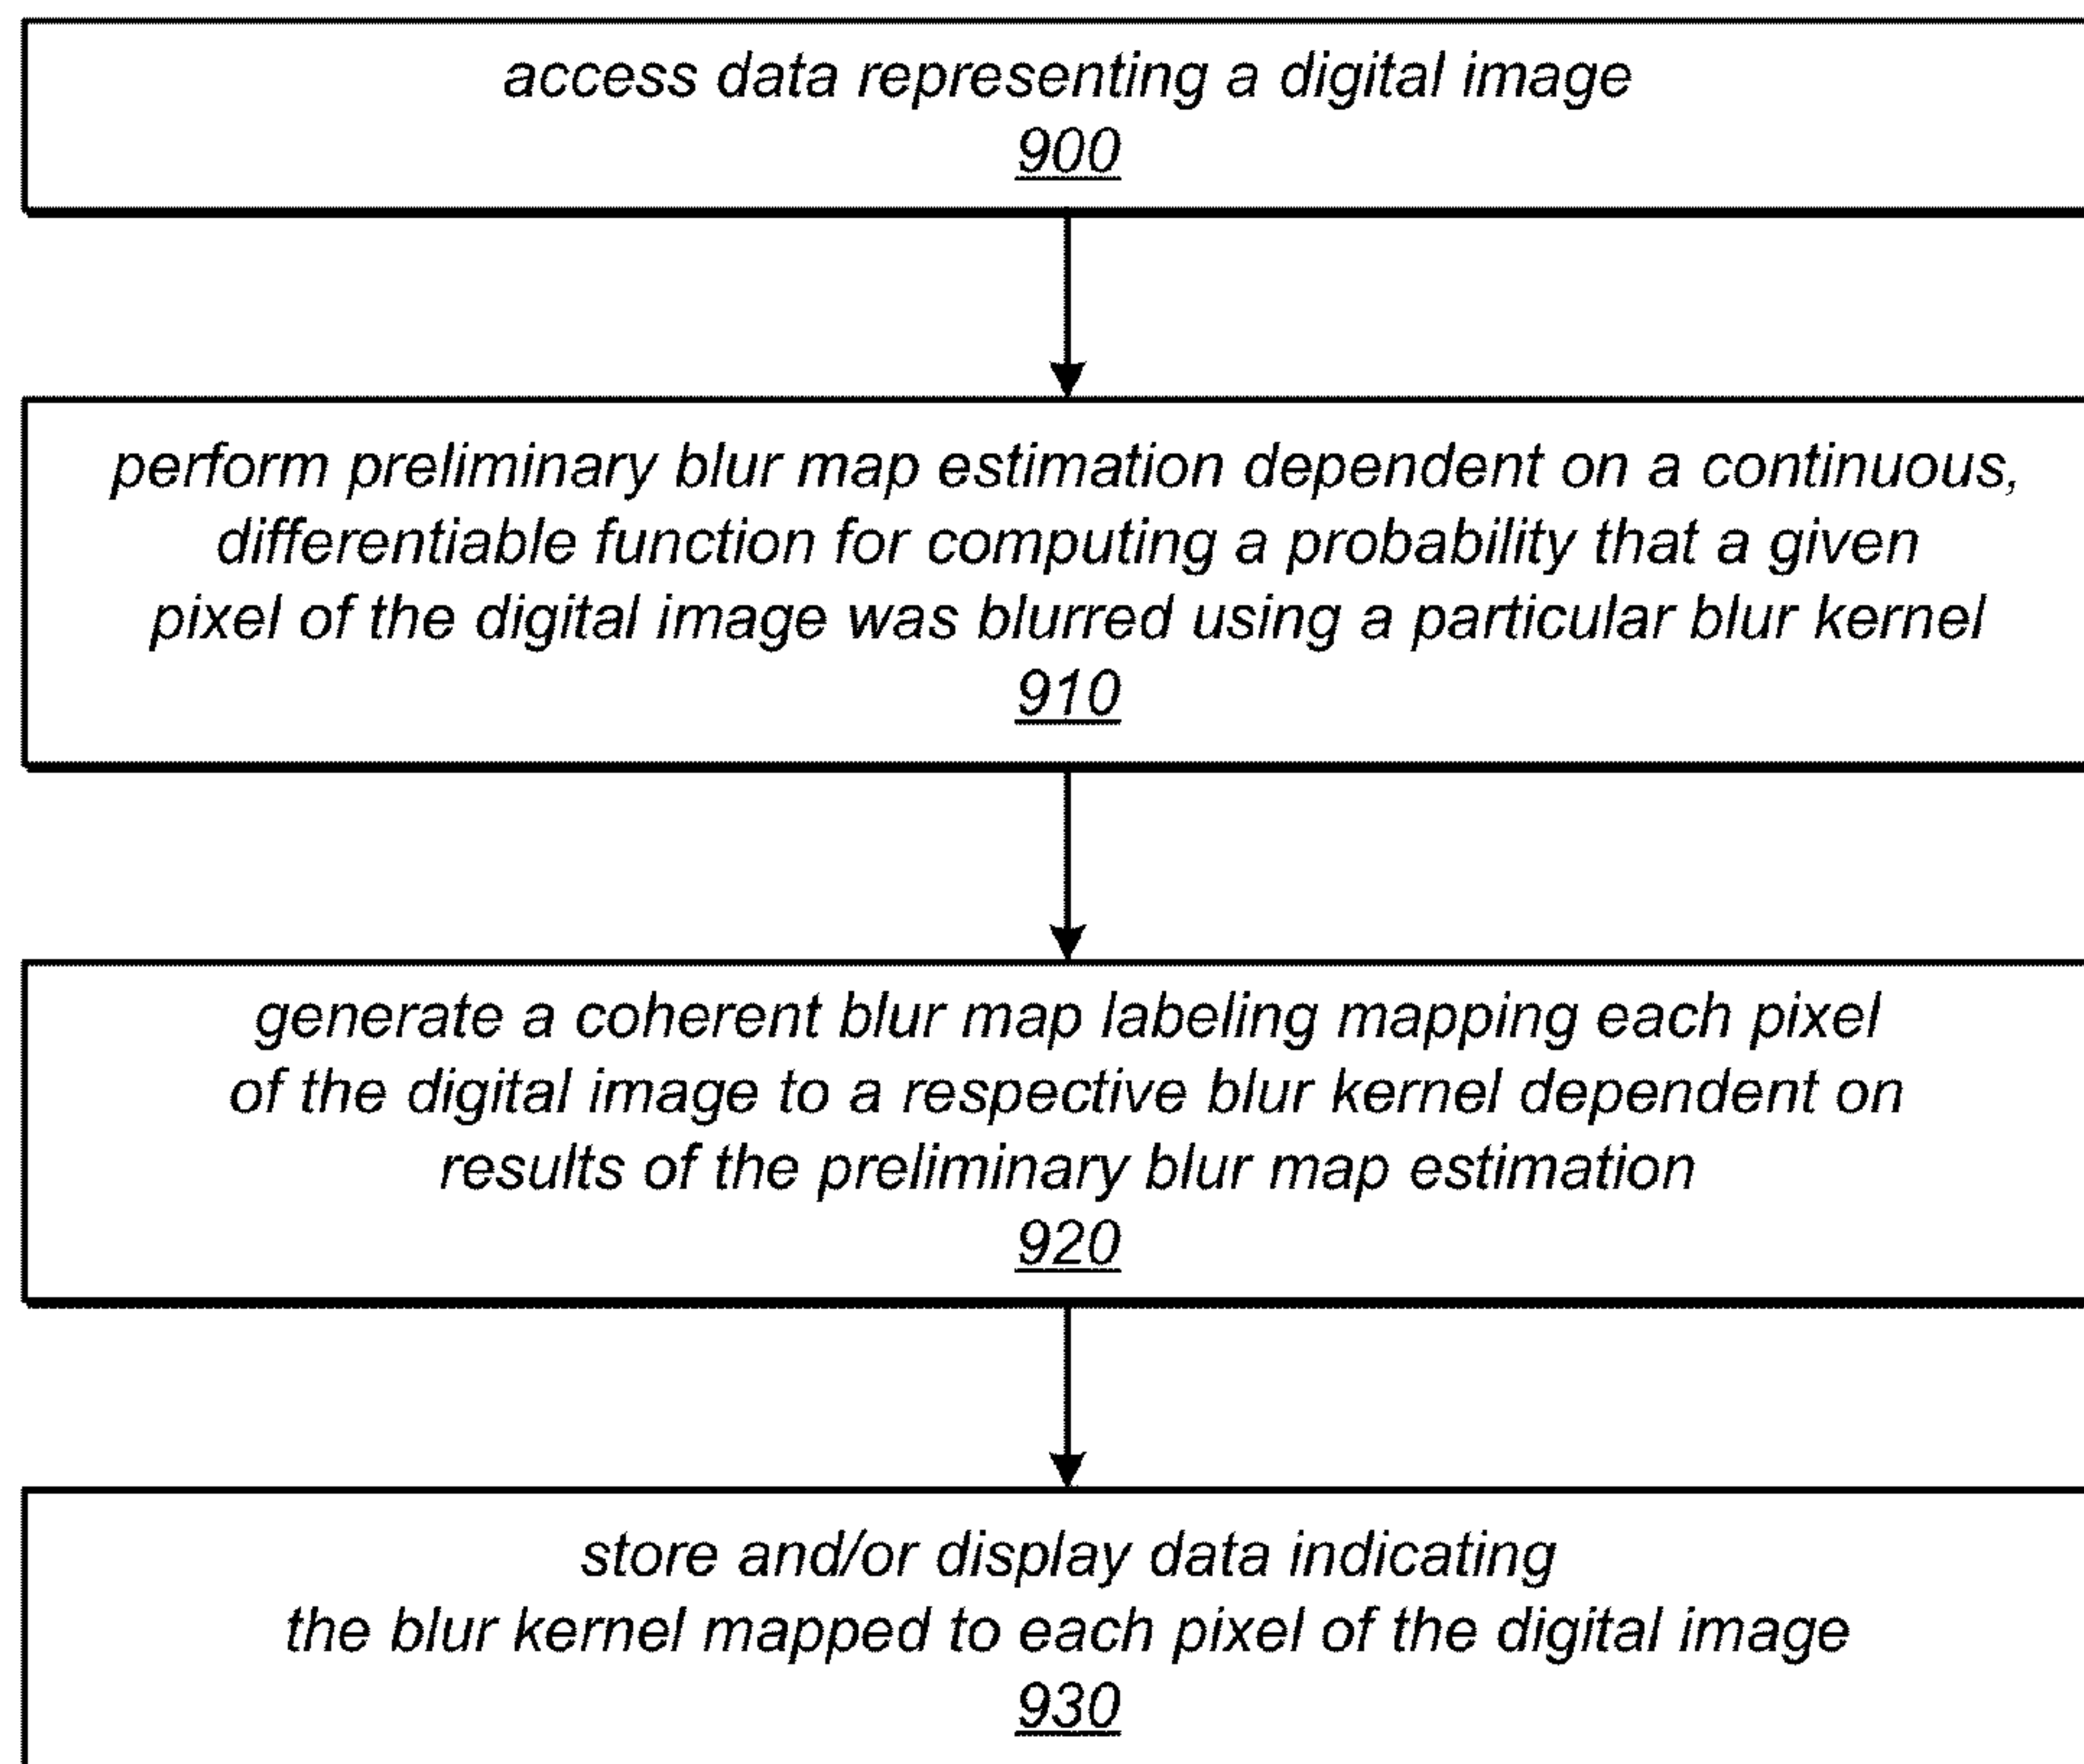 access data representing a digital image
900
perform preliminary blur map estimation dependent on a continuous,
differentiable function for computing a probability that a given
pixel of the digital image was blurred using a particular blur kernel
910
generate a coherent blur map labeling mapping each pixel
of the digital image to a respective blur kernel dependent on
results of the preliminary blur map estimation
920
store and/or display data indicating
the blur kernel mapped to each pixel of the digital image
930